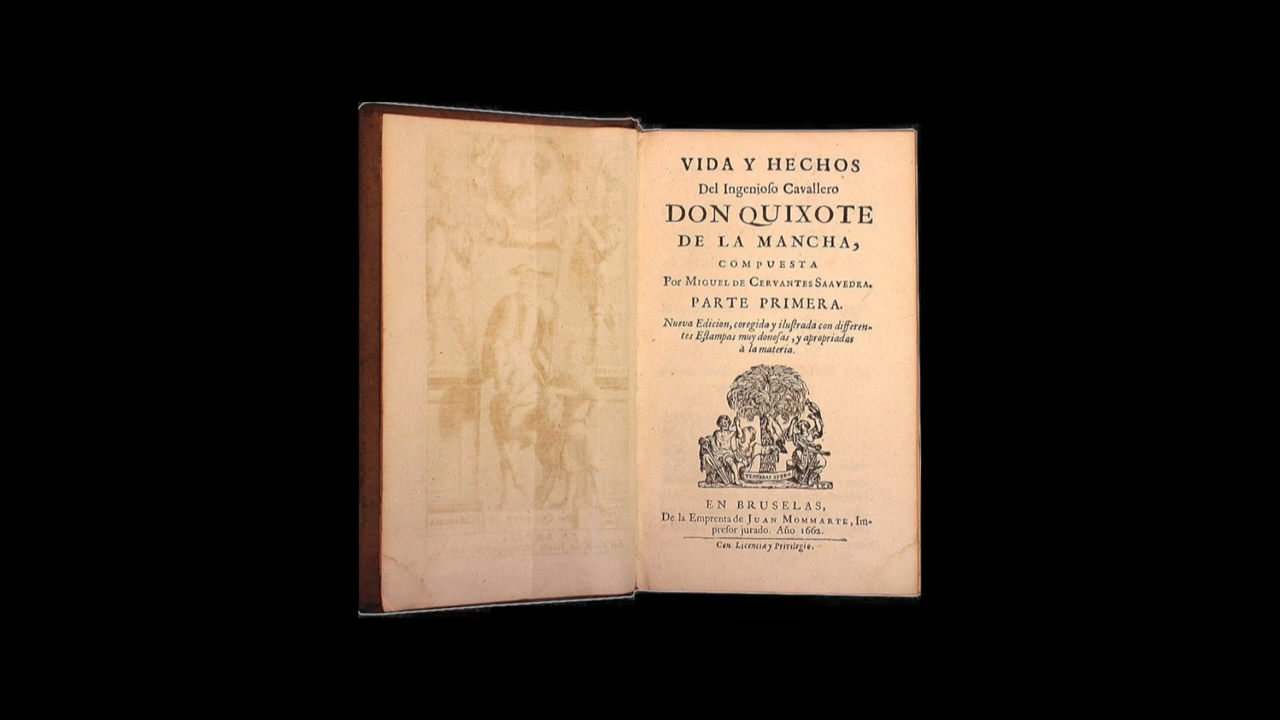 VIDA Y HECHOS
Del Ingenioſo Cavallero
DON QUIXOTE
DE LA MANCHA,
COMPUESTA
Por MIGUEL DE CERVANTES SAAVEDRA.
PARTE PRIMERA.
Nueva Edicion, coregida y iluſtrada con differen-
tes Eſtampas muy donoſas, y apropriadas
à la materia.
EN BRUSELAS,
De la Emprenta de JUAN MOMMARTE, Im-
preſor jurado. Año 1662.
Con Licencia y Privilegio.